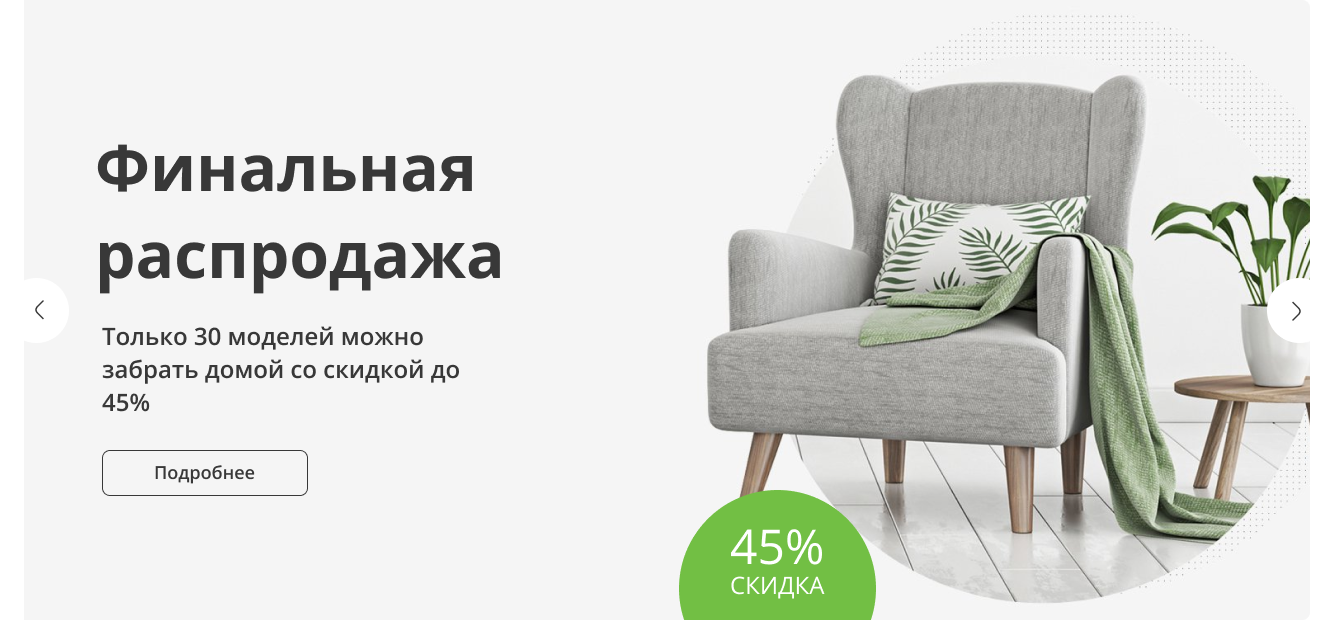 Финальная
распродажа
Только 30 моделей можно
забрать домой со скидкой до
45%
Подробнее
45%
СКИДКА